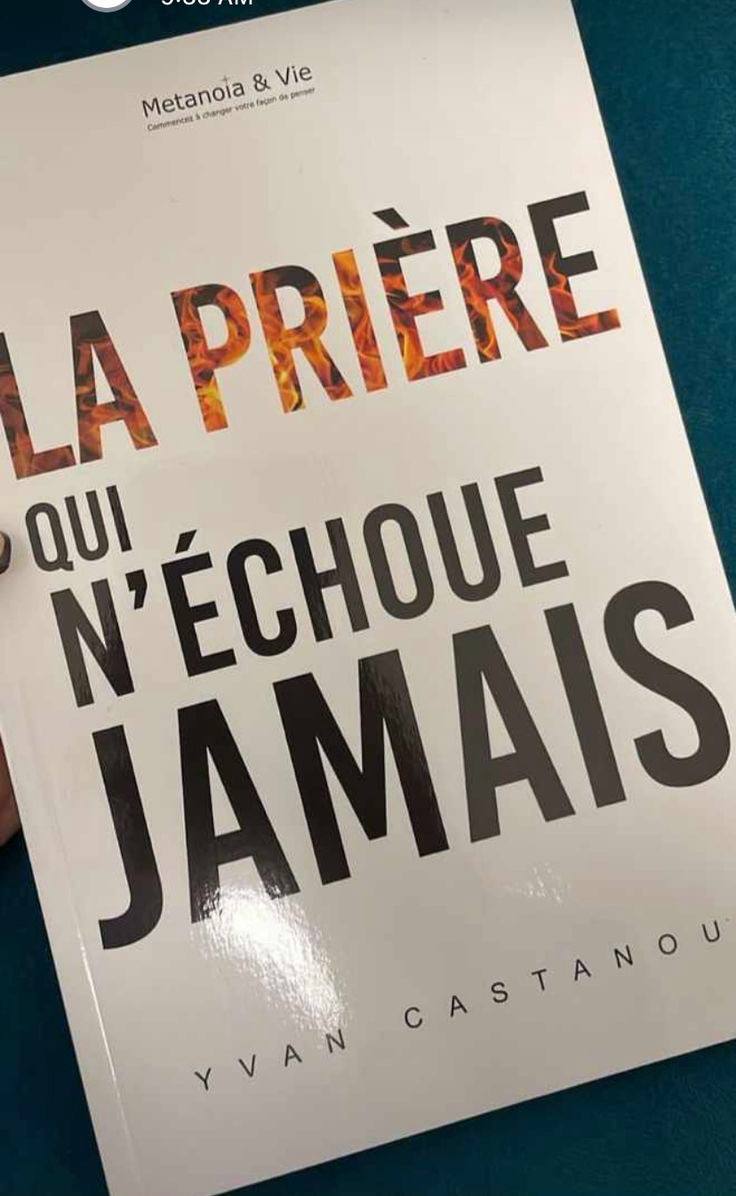 Metanoia & Vie
Commencez à changer votre façon de penser
LA PRIÈRE
QUI
N'ÉCHOUE
JAMAIS
YVAN CASTANOU